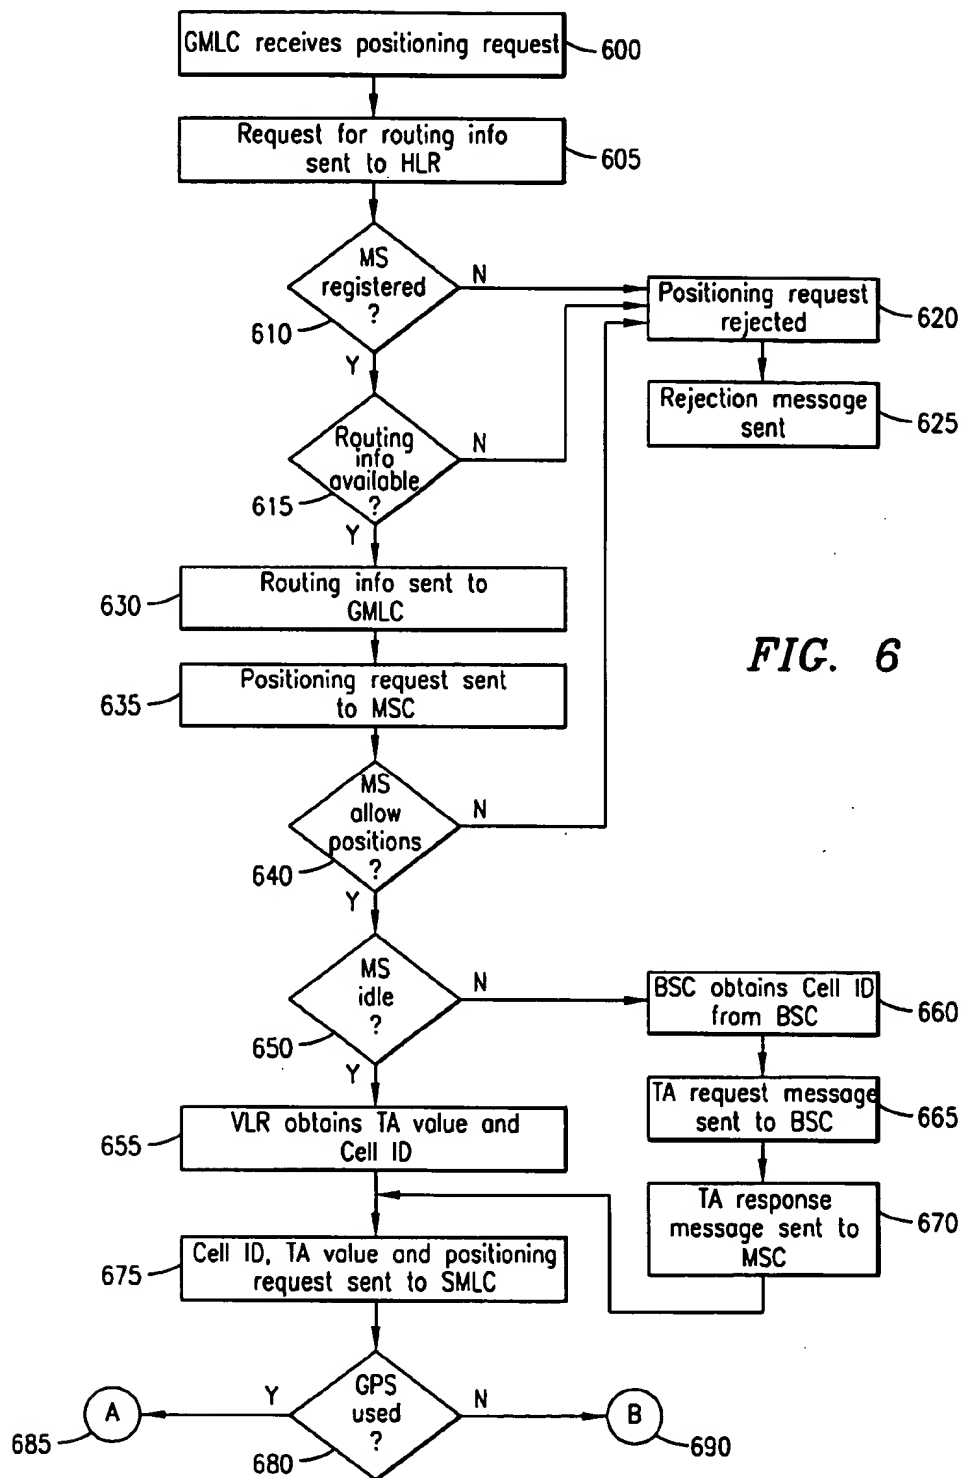 GMLC receives positioning request
600
Request for routing info
sent to HLR
605
MS
registered
?
610
N
Y
Positioning request
rejected
620
Rejection message
sent
625
Routing
info
available
?
615
N
Y
Routing info sent to
GMLC
630
Positioning request sent
to MSC
635
FIG. 6
MS
allow
positions
?
640
N
Y
MS
idle
?
650
N
Y
BSC obtains Cell ID
from BSC
660
TA request message
sent to BSC
665
VLR obtains TA value and
Cell ID
655
TA response
message sent to
MSC
670
Cell ID, TA value and positioning
request sent to SMLC
675
GPS
used
?
680
Y
N
A
685
B
690